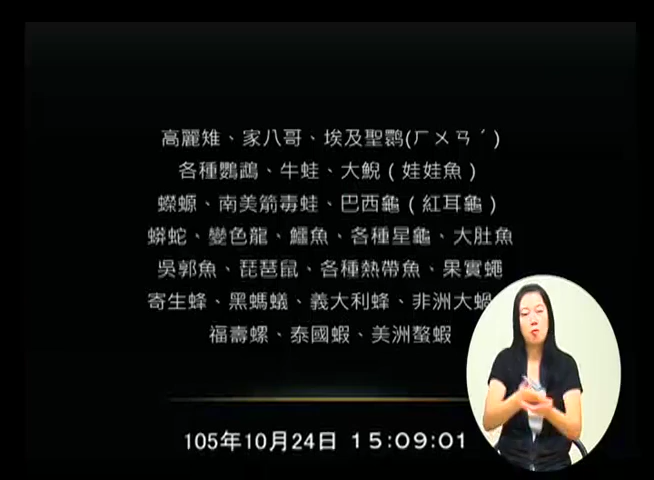 高麗雉、家八哥、埃及聖鹮(ㄏㄨㄢˊ)
各種鸚鵡、牛蛙、大鯢（娃娃魚）
蠑螈、南美箭毒蛙、巴西龜（紅耳龜）
蟒蛇、變色龍、鱷魚、各種星龜、大肚魚
吳郭魚、琵琶鼠、各種熱帶魚、果實蠅
寄生蜂、黑螞蟻、義大利蜂、非洲大蝸
福壽螺、泰國蝦、美洲螯蝦
105年10月24日 15:09:01